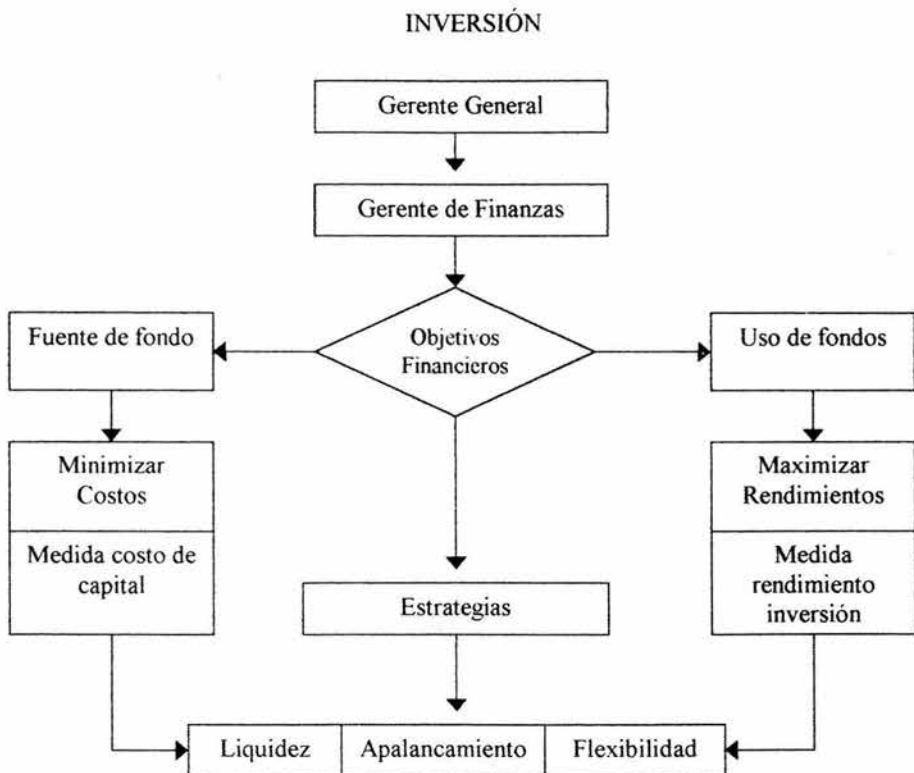 INVERSIÓN
Gerente General
Gerente de Finanzas
Fuente de fondo
Objetivos
Financieros
Uso de fondos
Minimizar
Costos
Maximizar
Rendimientos
Medida costo de
capital
Medida
rendimiento
inversión
Estrategias
Liquidez
Apalancamiento
Flexibilidad